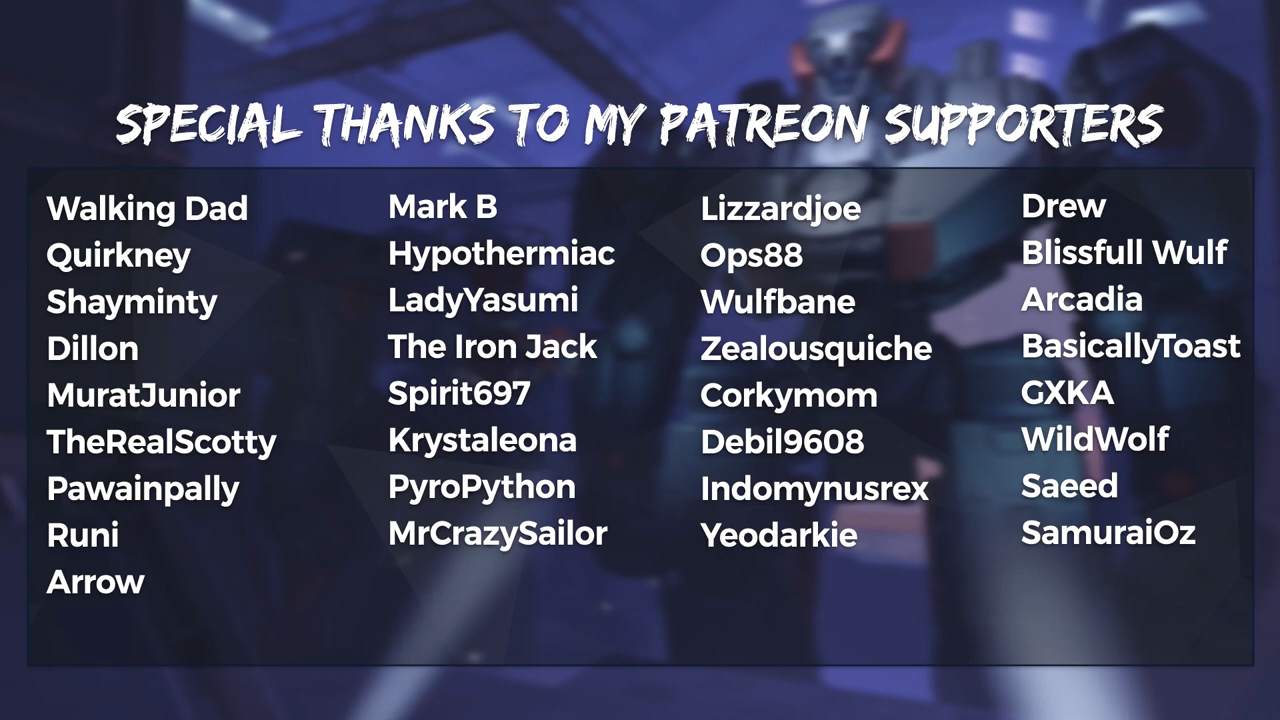 SPECIAL THANKS TO MY PATREON SUPPORTERS
Walking Dad
Quirkney
Shayminty
Dillon
MuratJunior
TheRealScotty
Pawainpally
Runi
Arrow
Mark B
Hypothermiac
LadyYasumi
The Iron Jack
Spirit697
Krystaleona
PyroPython
MrCrazySailor
Lizzardjoe
Ops88
Wulfbane
Zealousquiche
Corkymom
Debil9608
Indomynusrex
Yeodarkie
Drew
Blissfull Wulf
Arcadia
BasicallyToast
GXKA
WildWolf
Saeed
SamuraiOz